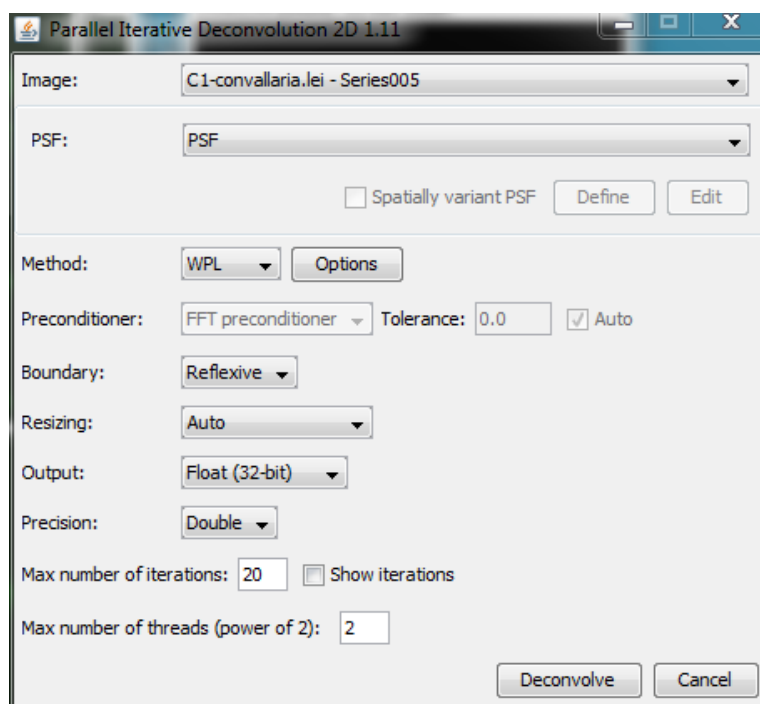 Parallel Iterative Deconvolution 2D 1.11
Image: C1-convallaria.lei - Series005
PSF: PSF
Spatially variant PSF Define Edit
Method: WPL Options
Preconditioner: FFT preconditioner Tolerance: 0.0 Auto
Boundary: Reflexive
Resizing: Auto
Output: Float (32-bit)
Precision: Double
Max number of iterations: 20 Show iterations
Max number of threads (power of 2): 2
Deconvolve Cancel